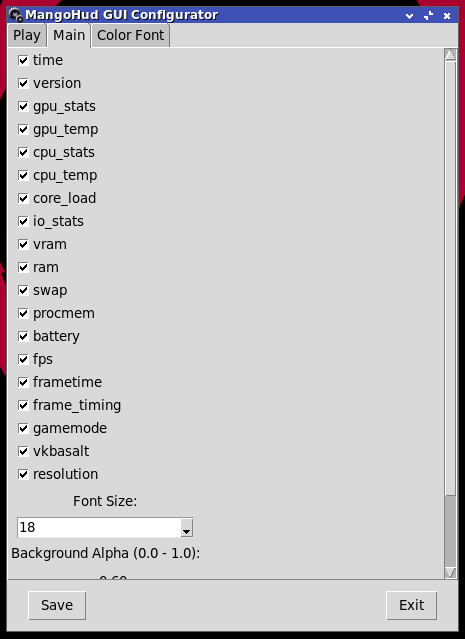 MangoHud GUI Configurator
Play Main Color Font
time
version
gpu_stats
gpu_temp
cpu_stats
cpu_temp
core_load
io_stats
vram
ram
swap
procmem
battery
fps
frametime
frame_timing
gamemode
vkbasalt
resolution
Font Size:
18
Background Alpha (0.0 - 1.0):
Save Exit